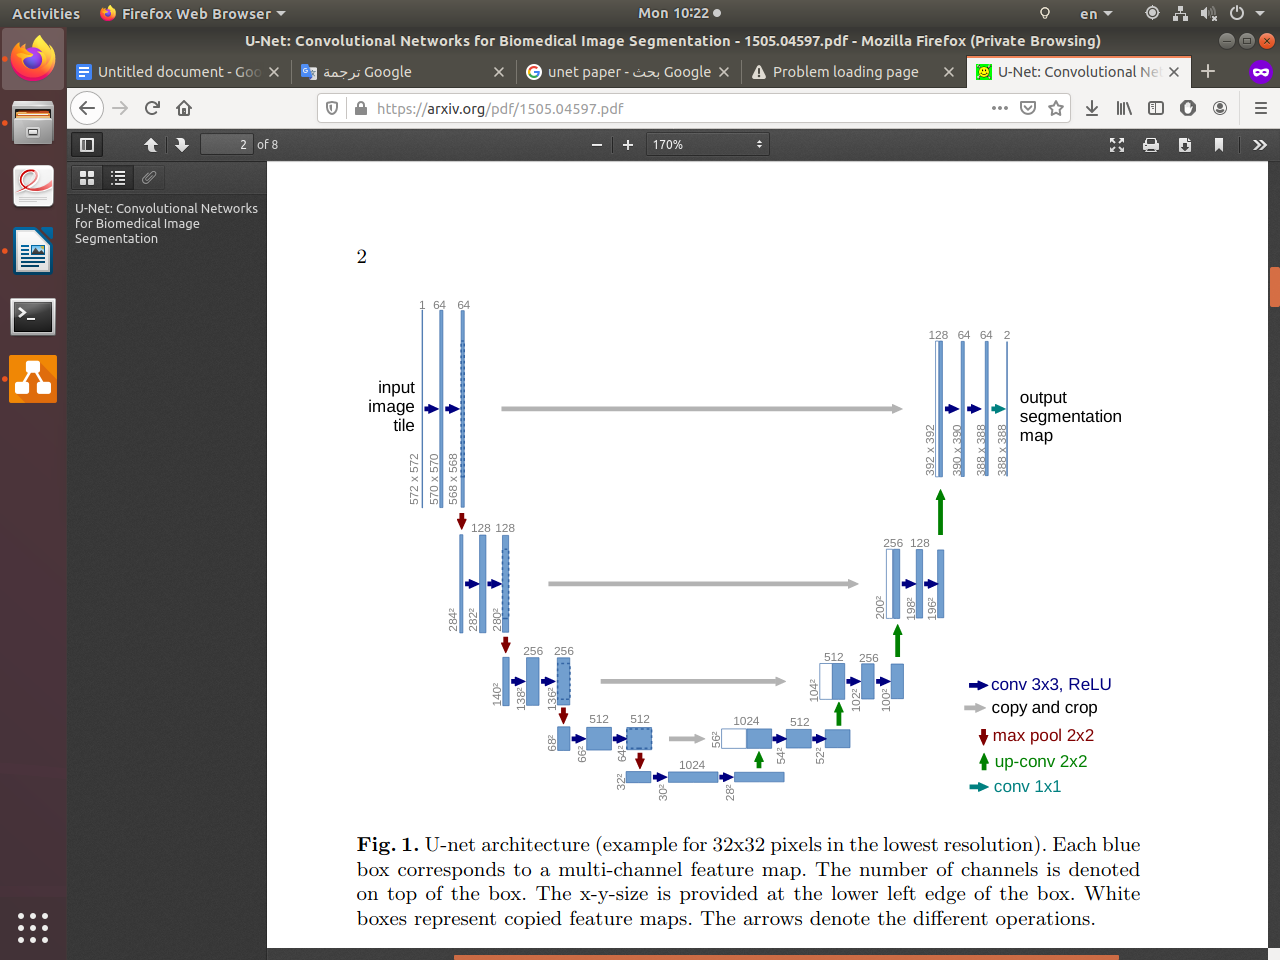 Activities
Firefox Web Browser
Mon 10:22
en
U-Net: Convolutional Networks for Biomedical Image Segmentation - 1505.04597.pdf - Mozilla Firefox (Private Browsing)
Untitled document - Goo
ترجمة Google
unet paper - بحث Google
Problem loading page
U-Net: Convolutional Ne
https://arxiv.org/pdf/1505.04597.pdf
2 of 8
170%
U-Net: Convolutional Networks
for Biomedical Image
Segmentation
2
1 64 64
128 64 64 2
input
image
tile
output
segmentation
map
572 x 572
570 x 570
568 x 568
392 x 392
390 x 390
388 x 388
388 x 388
128 128
256 128
284²
282²
280²
200²
198²
196²
256 256
512 256
140²
138²
136²
104²
102²
100²
512 512
1024 512
68²
66²
64²
56²
54²
52²
1024
32²
30²
28²
conv 3x3, ReLU
copy and crop
max pool 2x2
up-conv 2x2
conv 1x1
Fig. 1. U-net architecture (example for 32x32 pixels in the lowest resolution). Each blue
box corresponds to a multi-channel feature map. The number of channels is denoted
on top of the box. The x-y-size is provided at the lower left edge of the box. White
boxes represent copied feature maps. The arrows denote the different operations.